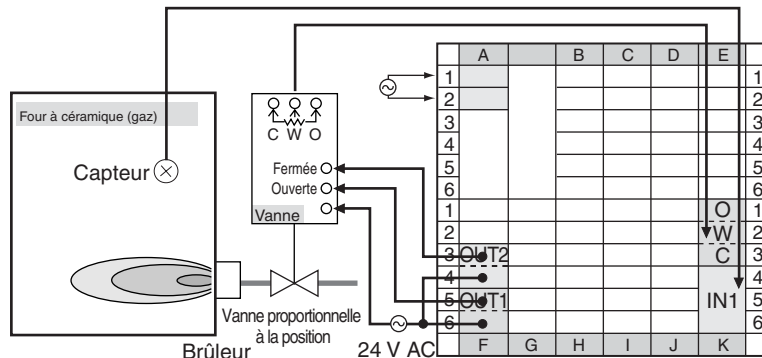 A B C D E
1 1
2 2
3 3
4 4
5 5
6 6
1 O 1
2 W 2
3 OUT2 C 3
4 4
5 OUT1 IN1 5
6 6
F G H I J K
Four à céramique (gaz)
Capteur
C W O
Fermée
Ouverte
Vanne
Vanne proportionnelle
à la position
Brûleur
24 V AC